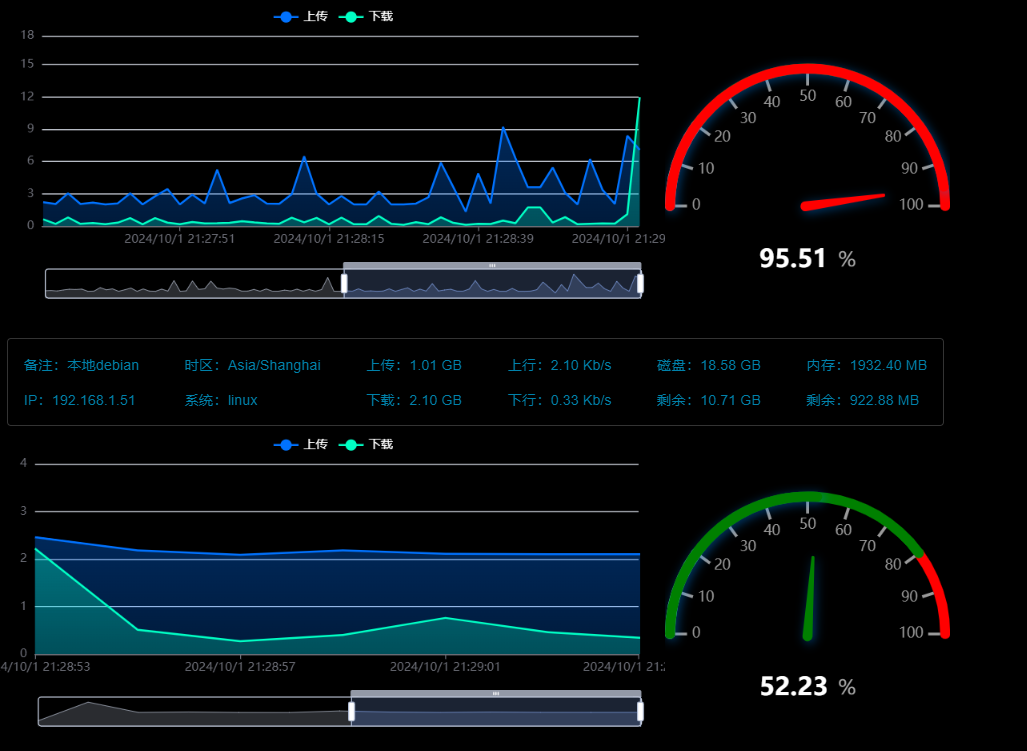 上传 下载
18
15
12
9
6
3
0
2024/10/1 21:27:51 2024/10/1 21:28:15 2024/10/1 21:28:39 2024/10/1 21:29
0 10 20 30 40 50 60 70 80 90 100
95.51 %
备注：本地debian 时区：Asia/Shanghai 上传：1.01 GB 上行：2.10 Kb/s 磁盘：18.58 GB 内存：1932.40 MB
IP：192.168.1.51 系统：linux 下载：2.10 GB 下行：0.33 Kb/s 剩余：10.71 GB 剩余：922.88 MB
上传 下载
4
3
2
1
0
4/10/1 21:28:53 2024/10/1 21:28:57 2024/10/1 21:29:01 2024/10/1 21:
0 10 20 30 40 50 60 70 80 90 100
52.23 %